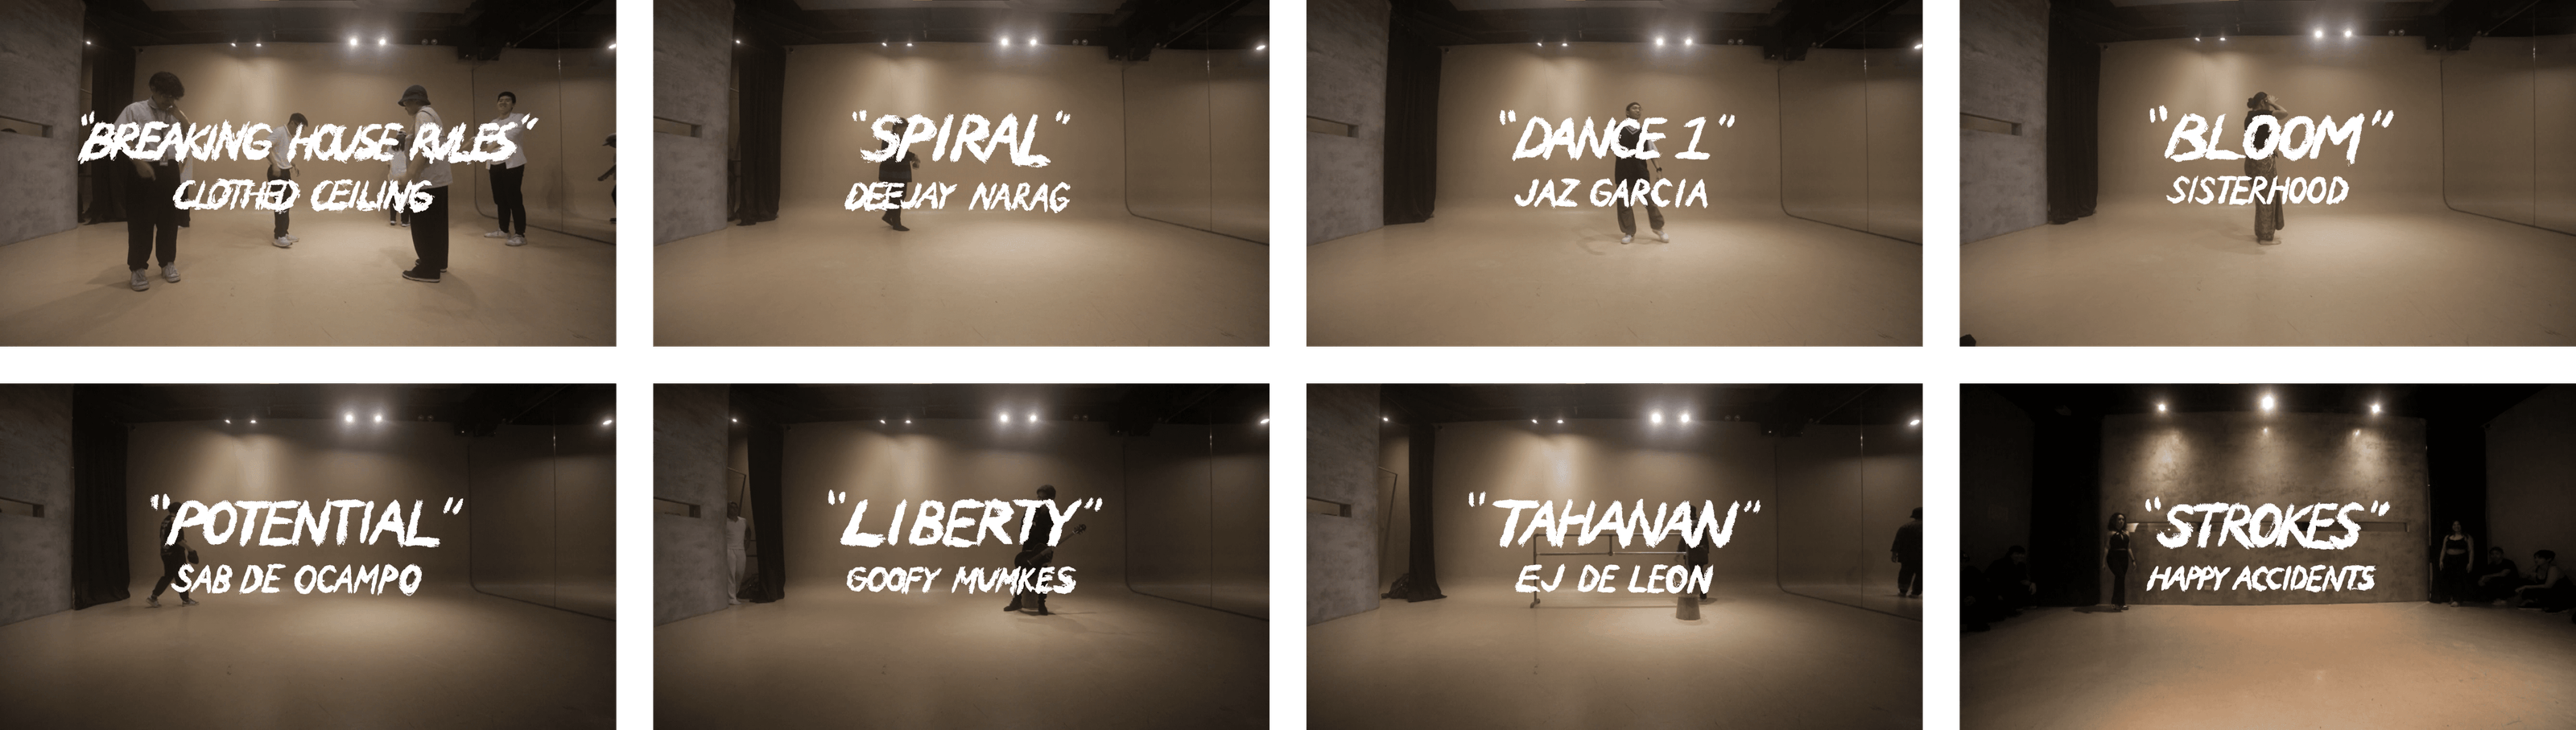 "BREAKING HOUSE RULES"
CLOTHED CEILING
"SPIRAL"
DEEJAY NARAG
"DANCE 1"
JAZ GARCIA
"BLOOM"
SISTERHOOD
"POTENTIAL"
SAB DE OCAMPO
"LIBERTY"
GOOFY MUMKES
"TAHANAN"
EJ DE LEON
"STROKES"
HAPPY ACCIDENTS